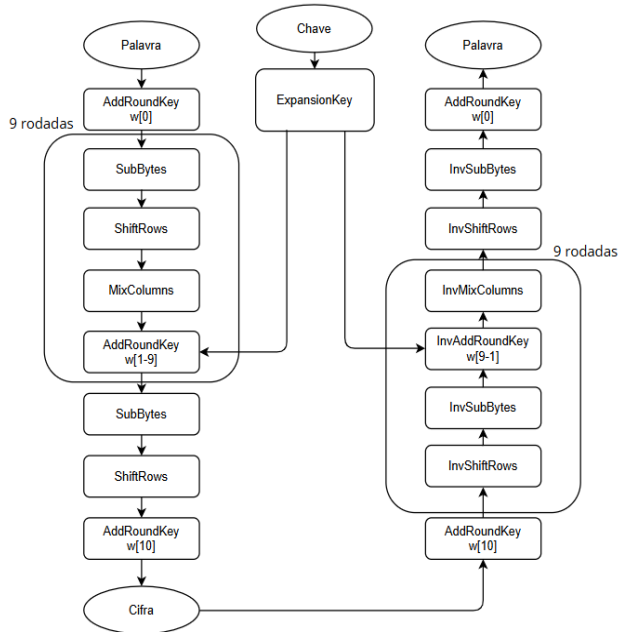 Palavra
AddRoundKey
w[0]
9 rodadas
SubBytes
ShiftRows
MixColumns
AddRoundKey
w[1-9]
SubBytes
ShiftRows
AddRoundKey
w[10]
Cifra
Chave
ExpansionKey
Palavra
AddRoundKey
w[0]
InvSubBytes
InvShiftRows
9 rodadas
InvMixColumns
InvAddRoundKey
w[9-1]
InvSubBytes
InvShiftRows
AddRoundKey
w[10]